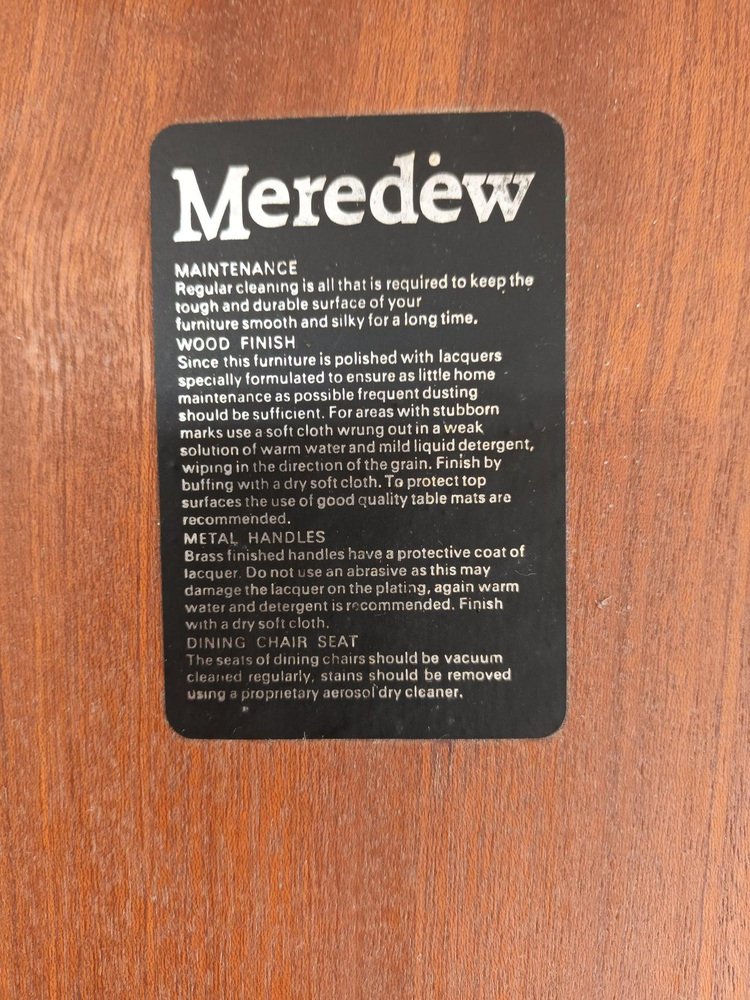 Meredew
MAINTENANCE
Regular cleaning is all that is required to keep the
tough and durable surface of your
furniture smooth and silky for a long time.
WOOD FINISH
Since this furniture is polished with lacquers
specially formulated to ensure as little home
maintenance as possible frequent dusting
should be sufficient. For areas with stubborn
marks use a soft cloth wrung out in a weak
solution of warm water and mild liquid detergent,
wiping in the direction of the grain. Finish by
buffing with a dry soft cloth. To protect top
surfaces the use of good quality table mats are
recommended.
METAL HANDLES
Brass finished handles have a protective coat of
lacquer. Do not use an abrasive as this may
damage the lacquer on the plating, again warm
water and detergent is recommended. Finish
with a dry soft cloth.
DINING CHAIR SEAT
The seats of dining chairs should be vacuum
cleaned regularly, stains should be removed
using a proprietary aerosol dry cleaner.